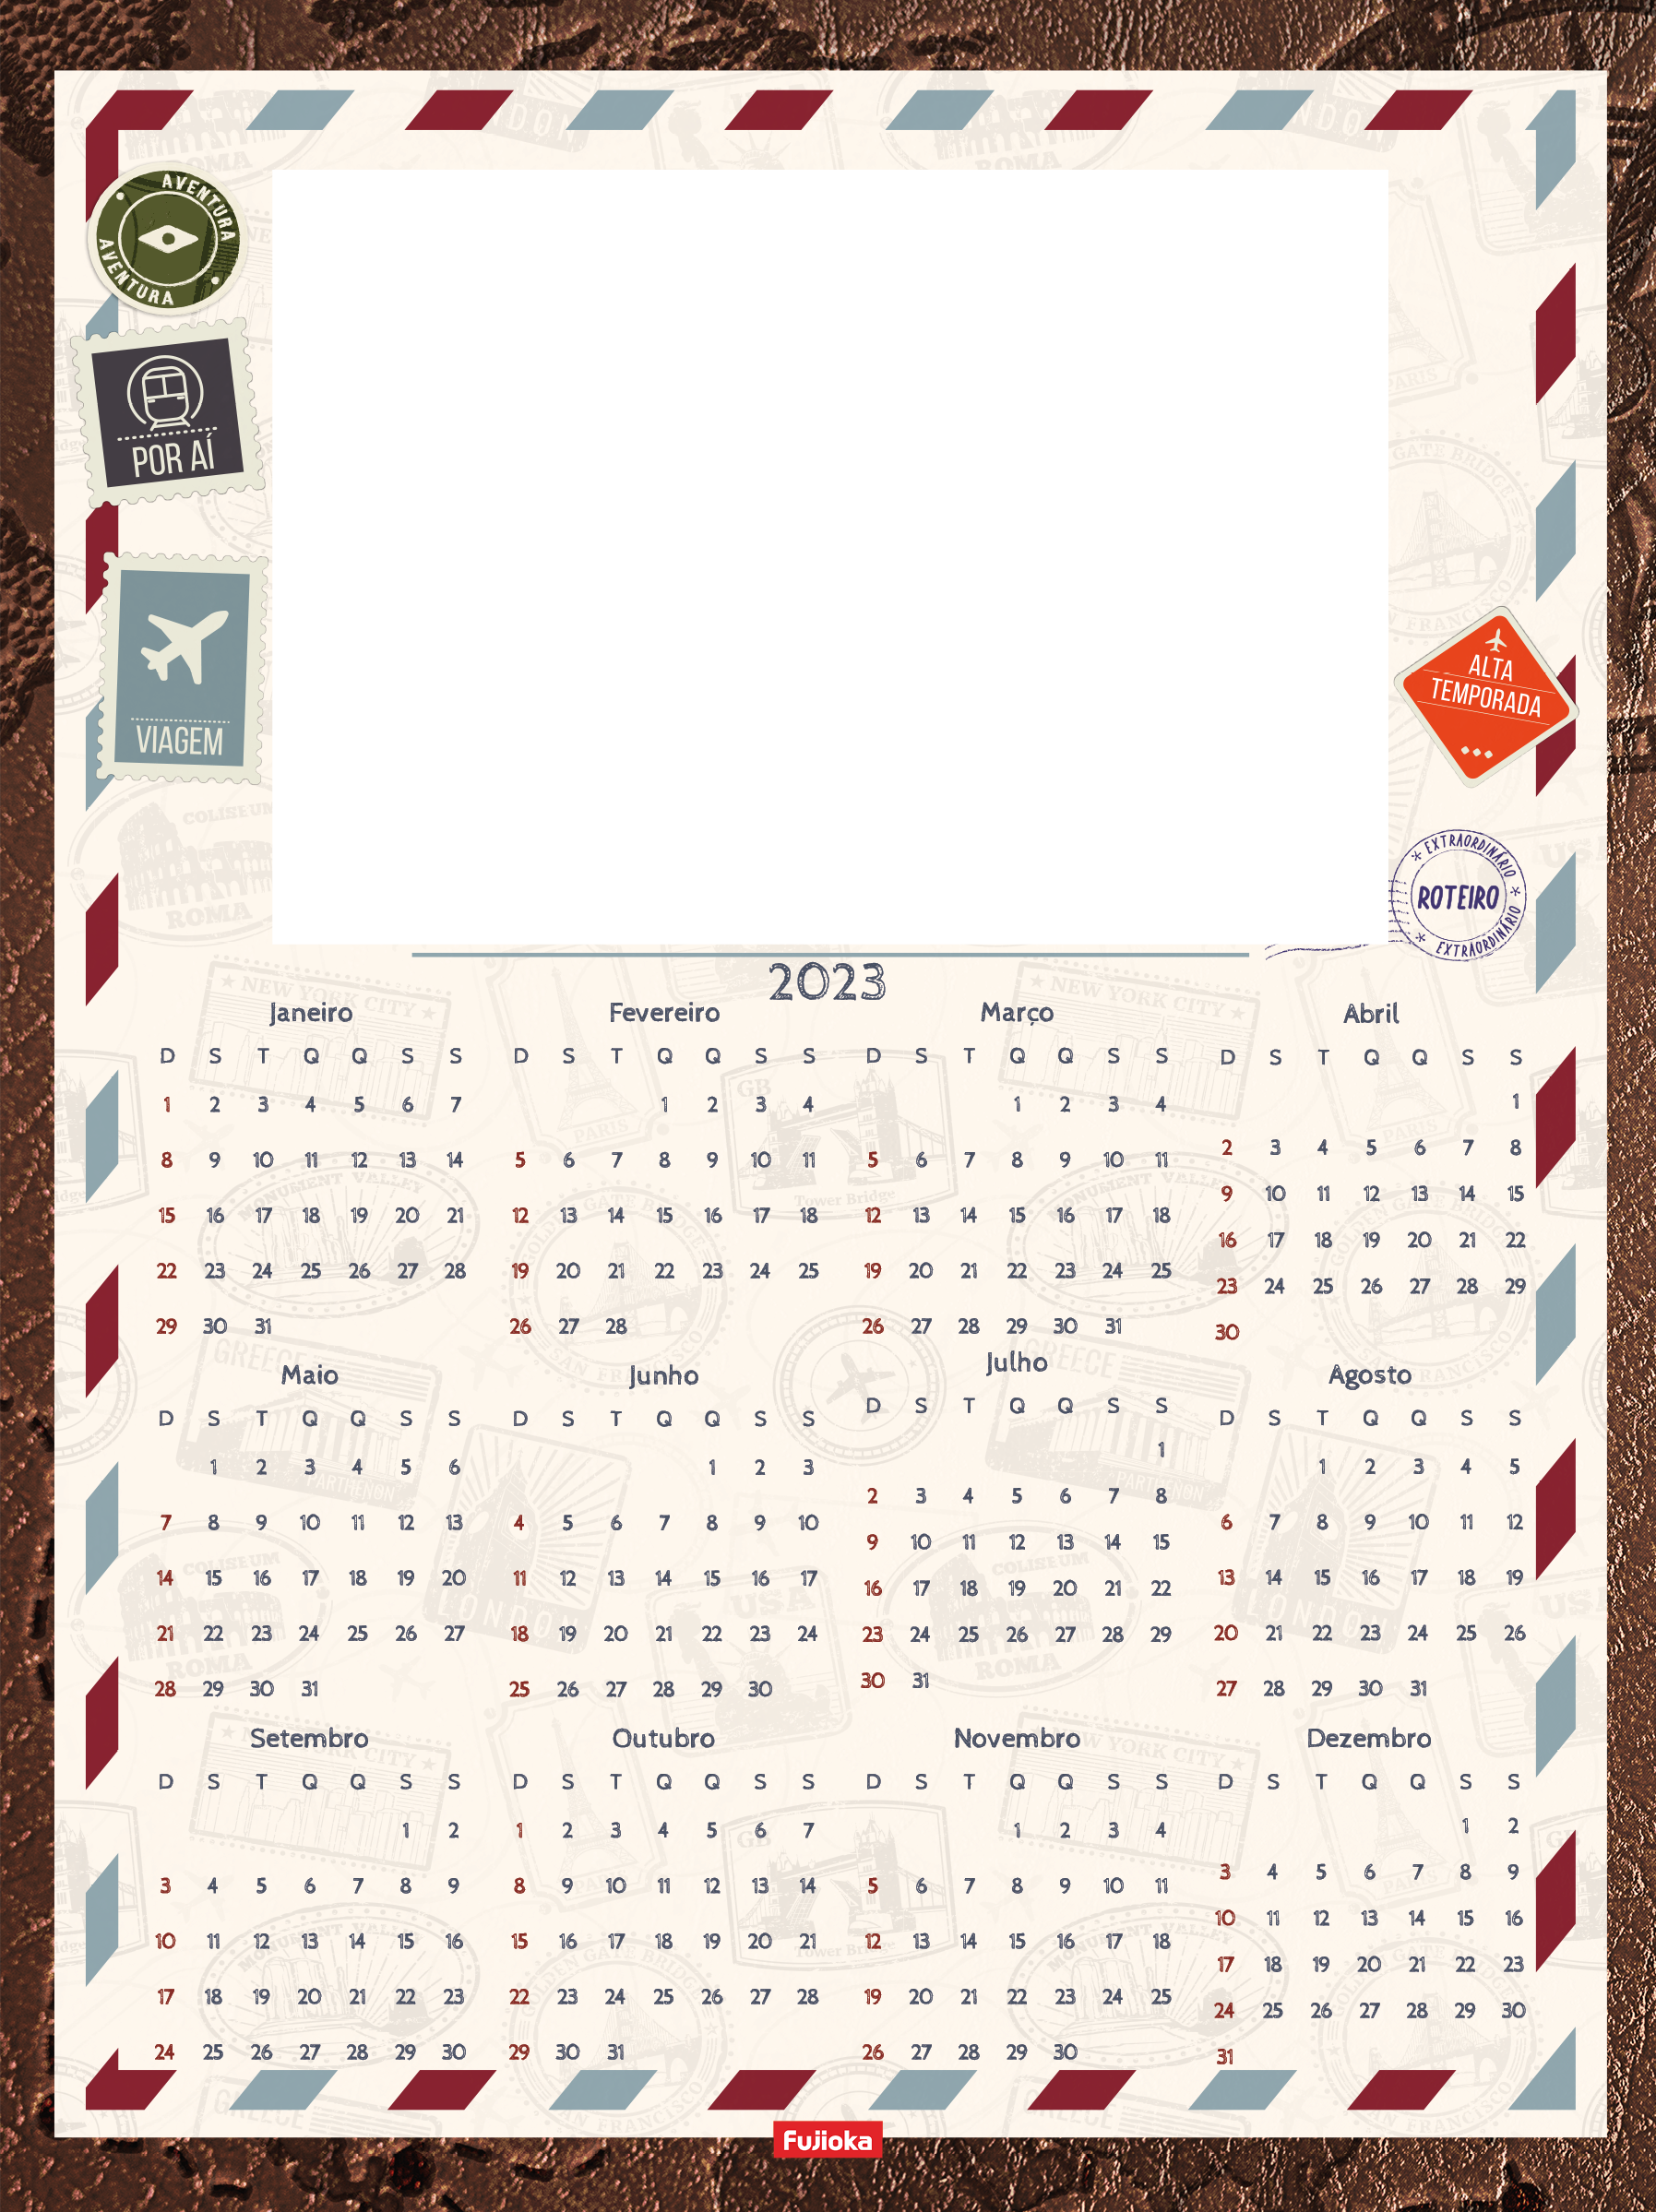 AVENTURA
AVENTURA
POR AÍ
VIAGEM
ALTA
TEMPORADA
EXTRAORDINÁRIO
ROTEIRO
EXTRAORDINÁRIO
COLISEUM
ROMA
2023
Janeiro
D S T Q Q S S
1 2 3 4 5 6 7
8 9 10 11 12 13 14
15 16 17 18 19 20 21
22 23 24 25 26 27 28
29 30 31
Fevereiro
D S T Q Q S S
1 2 3 4
5 6 7 8 9 10 11
12 13 14 15 16 17 18
19 20 21 22 23 24 25
26 27 28
Março
D S T Q Q S S
1 2 3 4
5 6 7 8 9 10 11
12 13 14 15 16 17 18
19 20 21 22 23 24 25
26 27 28 29 30 31
Abril
D S T Q Q S S
1
2 3 4 5 6 7 8
9 10 11 12 13 14 15
16 17 18 19 20 21 22
23 24 25 26 27 28 29
30
Maio
D S T Q Q S S
1 2 3 4 5 6
7 8 9 10 11 12 13
14 15 16 17 18 19 20
21 22 23 24 25 26 27
28 29 30 31
Junho
D S T Q Q S S
1 2 3
4 5 6 7 8 9 10
11 12 13 14 15 16 17
18 19 20 21 22 23 24
25 26 27 28 29 30
Julho
D S T Q Q S S
1
2 3 4 5 6 7 8
9 10 11 12 13 14 15
16 17 18 19 20 21 22
23 24 25 26 27 28 29
30 31
Agosto
D S T Q Q S S
1 2 3 4 5
6 7 8 9 10 11 12
13 14 15 16 17 18 19
20 21 22 23 24 25 26
27 28 29 30 31
Setembro
D S T Q Q S S
1 2
3 4 5 6 7 8 9
10 11 12 13 14 15 16
17 18 19 20 21 22 23
24 25 26 27 28 29 30
Outubro
D S T Q Q S S
1 2 3 4 5 6 7
8 9 10 11 12 13 14
15 16 17 18 19 20 21
22 23 24 25 26 27 28
29 30 31
Novembro
D S T Q Q S S
1 2 3 4
5 6 7 8 9 10 11
12 13 14 15 16 17 18
19 20 21 22 23 24 25
26 27 28 29 30
Dezembro
D S T Q Q S S
1 2
3 4 5 6 7 8 9
10 11 12 13 14 15 16
17 18 19 20 21 22 23
24 25 26 27 28 29 30
31
Fujioka